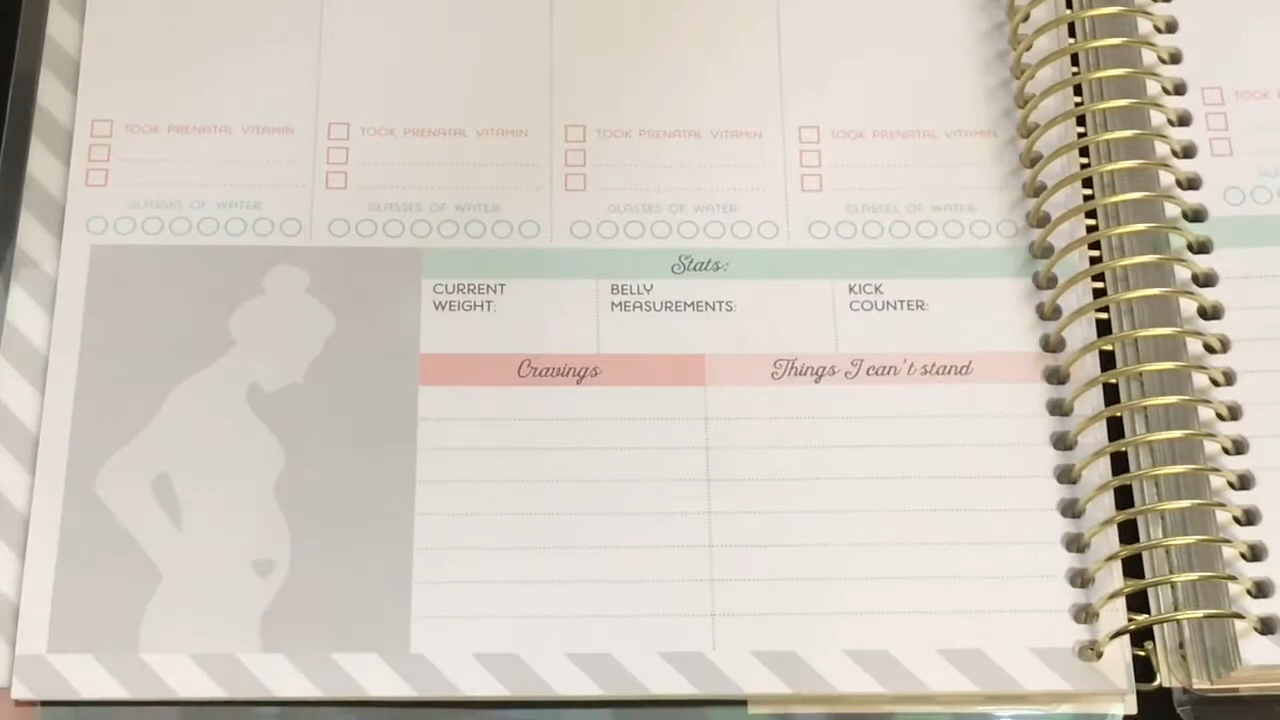 TOOK PRENATAL VITAMIN
TOOK PRENATAL VITAMIN
TOOK PRENATAL VITAMIN
TOOK PRENATAL VITAMIN
TOOK
GLASSES OF WATER
GLASSES OF WATER
GLASSES OF WATER
GLASSES OF WATER
Stats:
CURRENT
WEIGHT:
BELLY
MEASUREMENTS:
KICK
COUNTER:
Cravings
Things I can't stand